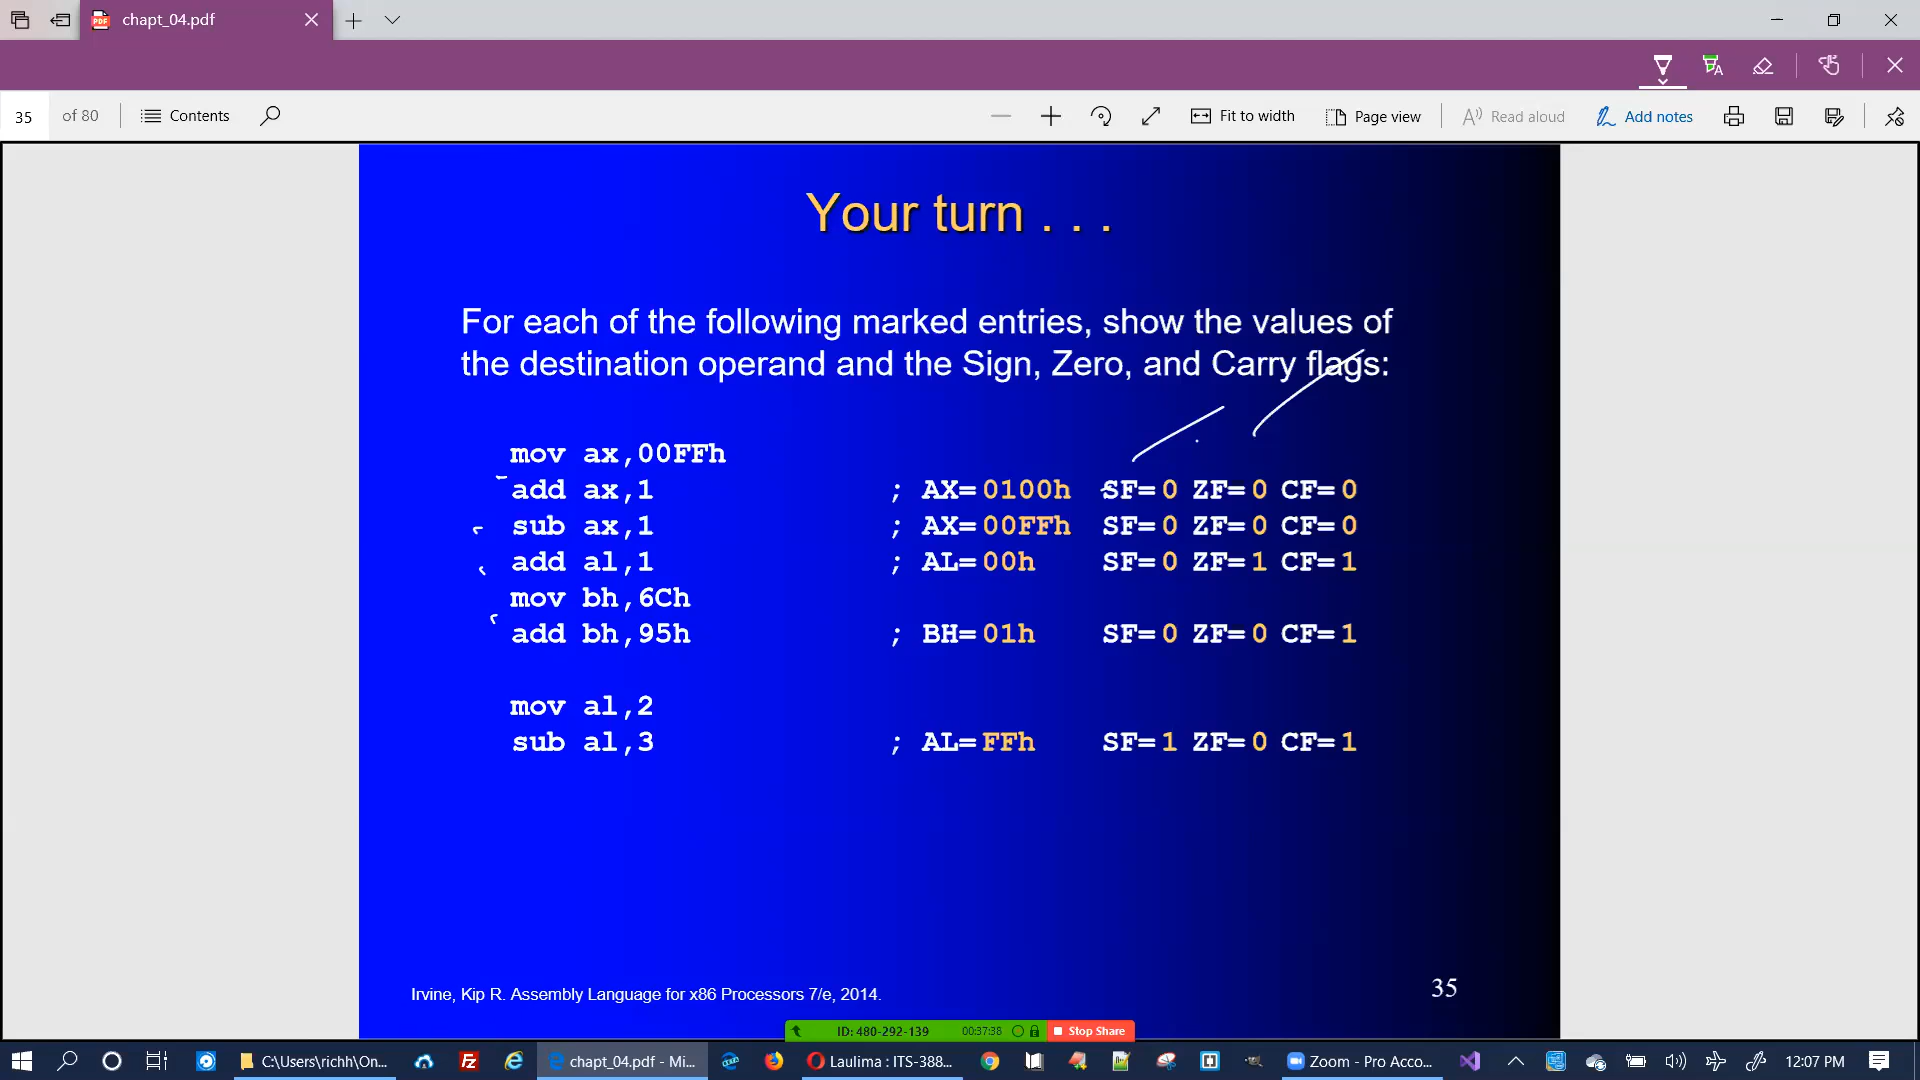 chapt_04.pdf
35 of 80 Contents Fit to width Page view Read aloud Add notes
Your turn . . .
For each of the following marked entries, show the values of
the destination operand and the Sign, Zero, and Carry flags:
mov ax,00FFh
add ax,1 ; AX=0100h SF=0 ZF=0 CF=0
sub ax,1 ; AX=00FFh SF=0 ZF=0 CF=0
add al,1 ; AL=00h SF=0 ZF=1 CF=1
mov bh,6Ch
add bh,95h ; BH=01h SF=0 ZF=0 CF=1
mov al,2
sub al,3 ; AL=FFh SF=1 ZF=0 CF=1
Irvine, Kip R. Assembly Language for x86 Processors 7/e, 2014.
35
ID: 480-292-139 00:37:38 Stop Share
C:\Users\richh\On... chapt_04.pdf - Mi... Laulima : ITS-388... Zoom - Pro Acco... 12:07 PM